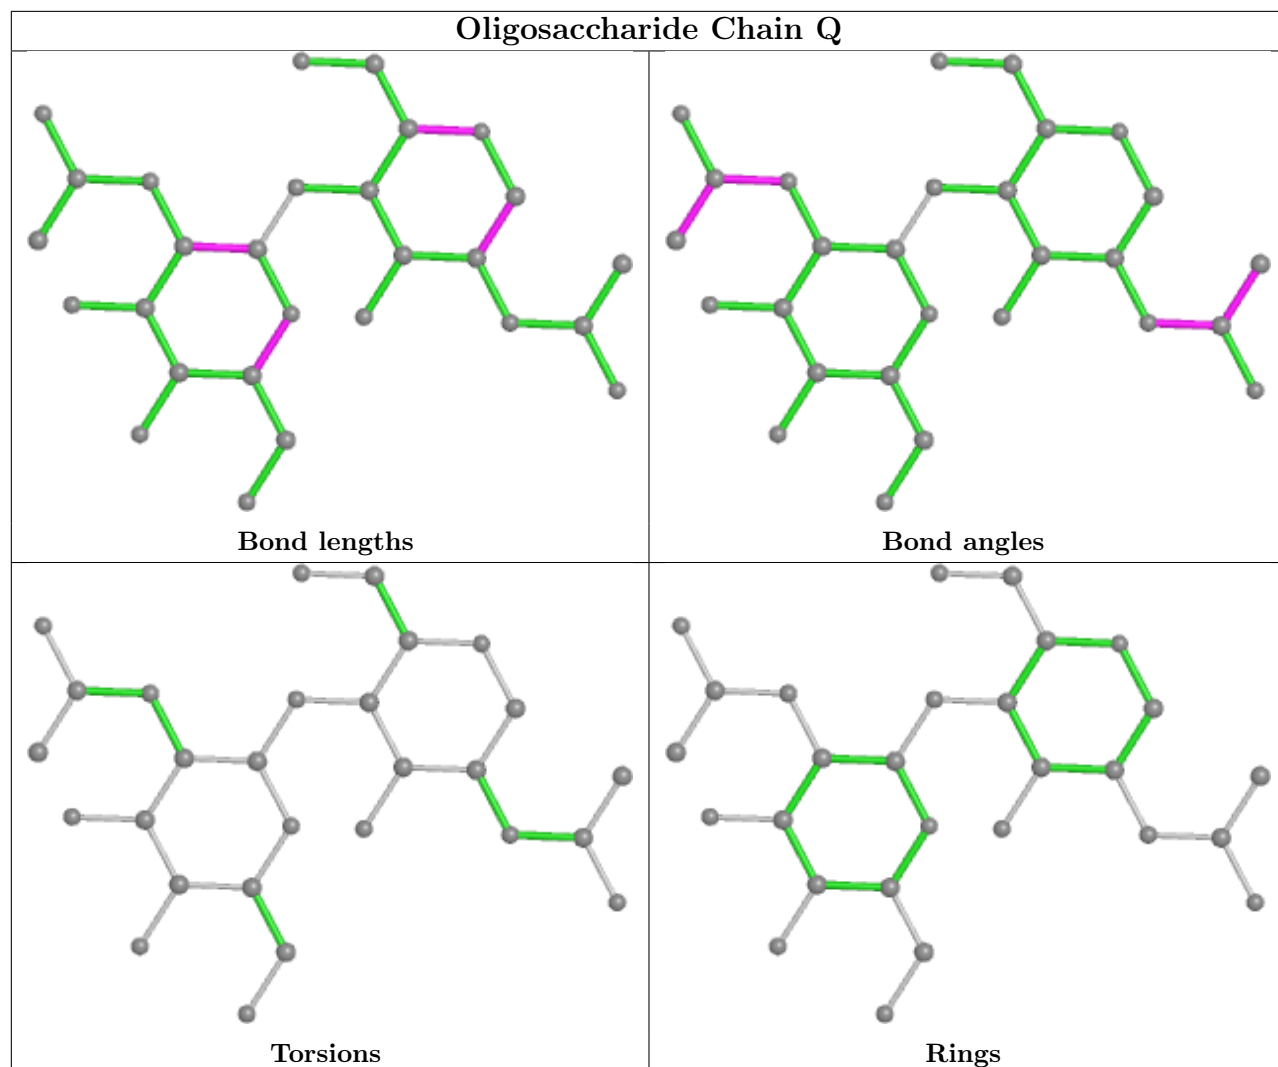 Oligosaccharide Chain Q
Bond lengths
Bond angles
Torsions
Rings